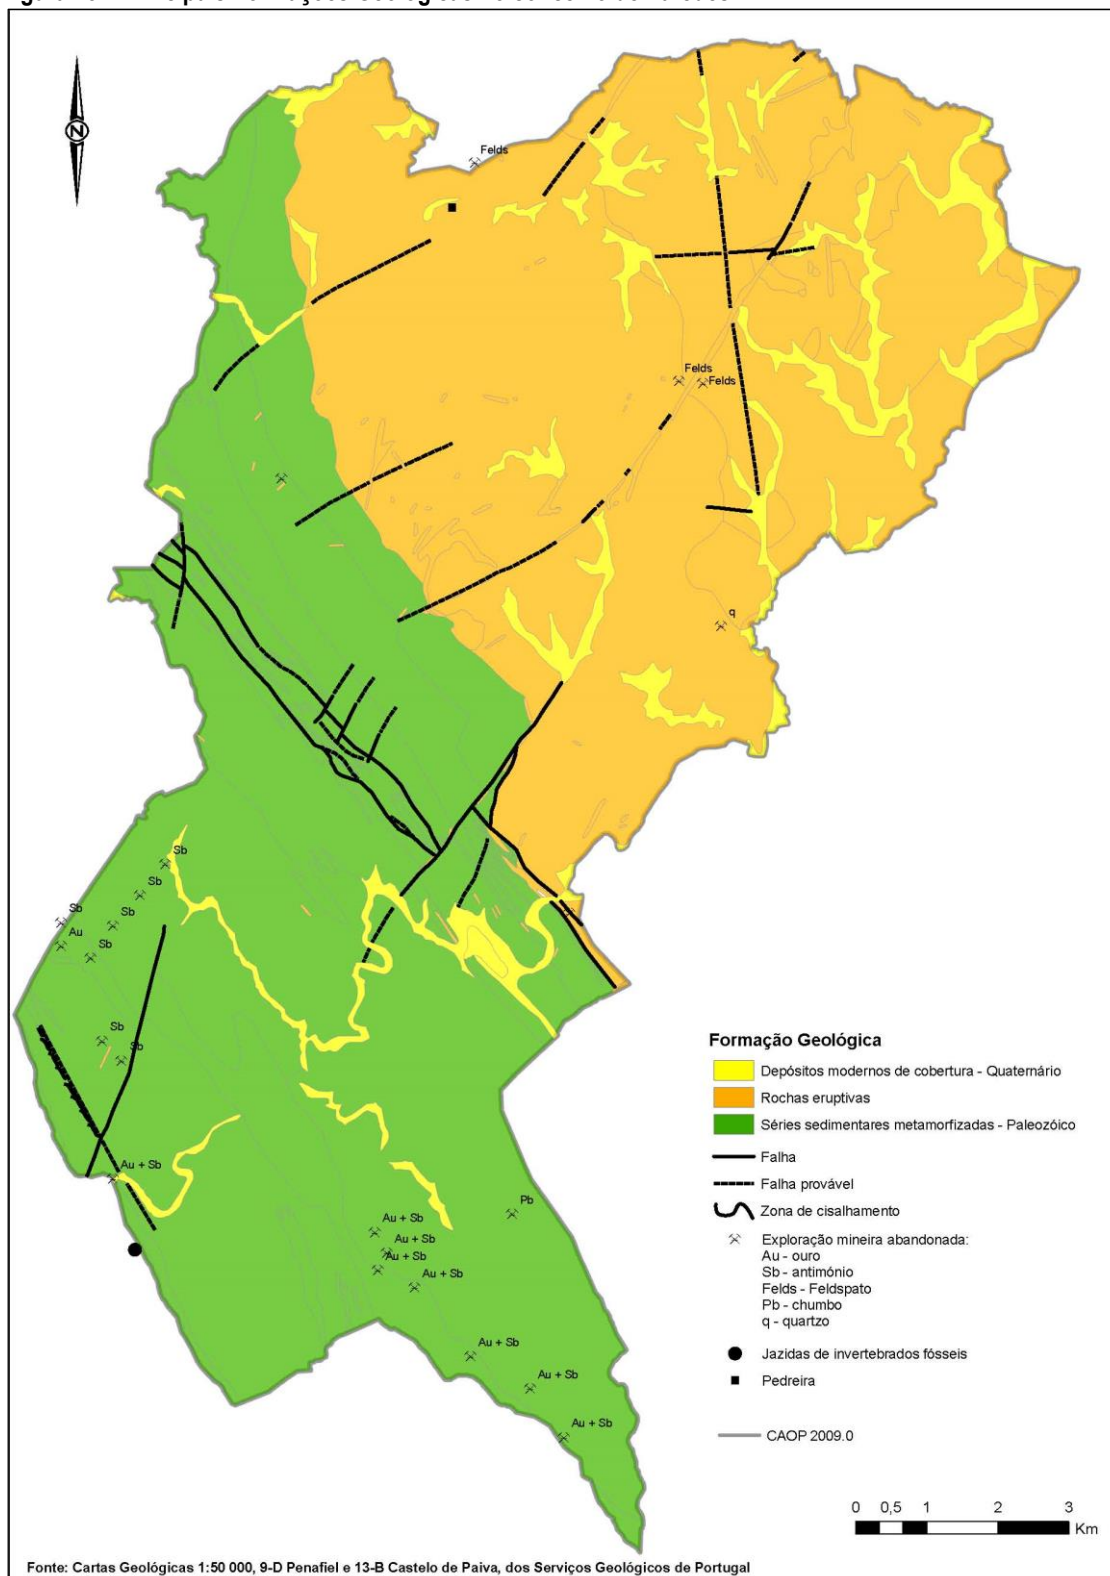 Felds
Felds
Felds
q
Sb
Sb
Sb
Sb
Au
Sb
Sb
Sb
Au + Sb
Pb
Au + Sb
Au + Sb
Au + Sb
Au + Sb
Au + Sb
Au + Sb
Au + Sb
Formação Geológica
Depósitos modernos de cobertura - Quaternário
Rochas eruptivas
Séries sedimentares metamorfizadas - Paleozóico
Falha
Falha provável
Zona de cisalhamento
Exploração mineira abandonada:
Au - ouro
Sb - antimónio
Felds - Feldspato
Pb - chumbo
q - quartzo
Jazidas de invertebrados fósseis
Pedreira
CAOP 2009.0
0 0,5 1 2 3
Km
Fonte: Cartas Geológicas 1:50 000, 9-D Penafiel e 13-B Castelo de Paiva, dos Serviços Geológicos de Portugal